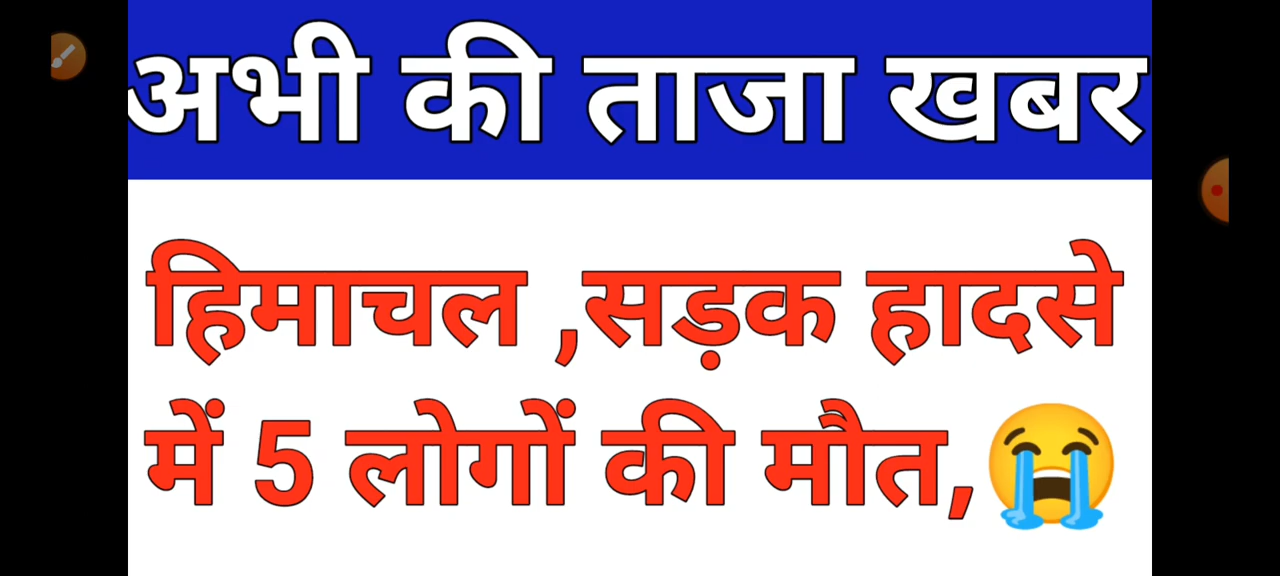 अभी की ताजा खबर
हिमाचल ,सड़क हादसे
में 5 लोगों की मौत,😭